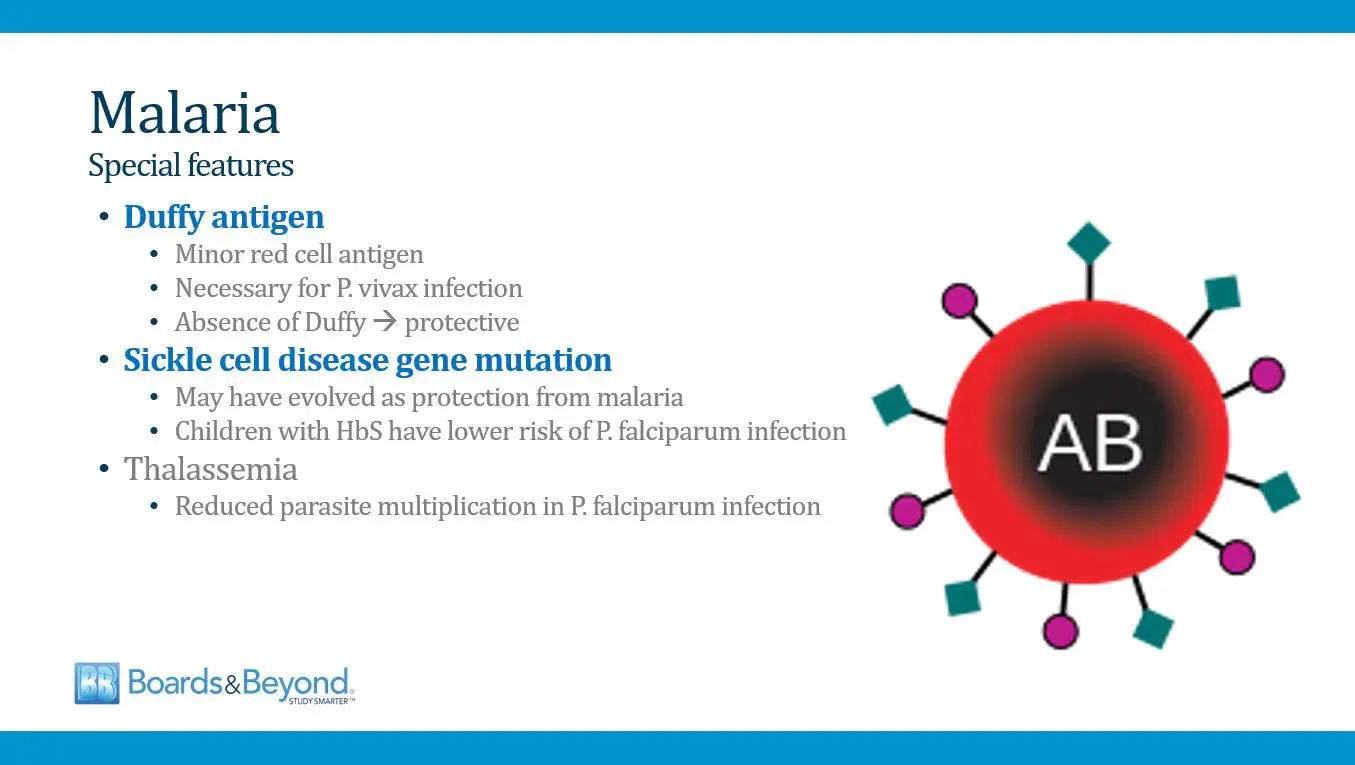 Malaria
Special features
• Duffy antigen
• Minor red cell antigen
• Necessary for P. vivax infection
• Absence of Duffy → protective
• Sickle cell disease gene mutation
• May have evolved as protection from malaria
• Children with HbS have lower risk of P. falciparum infection
• Thalassemia
• Reduced parasite multiplication in P. falciparum infection
AB
BB Boards&Beyond®
STUDY SMARTER™